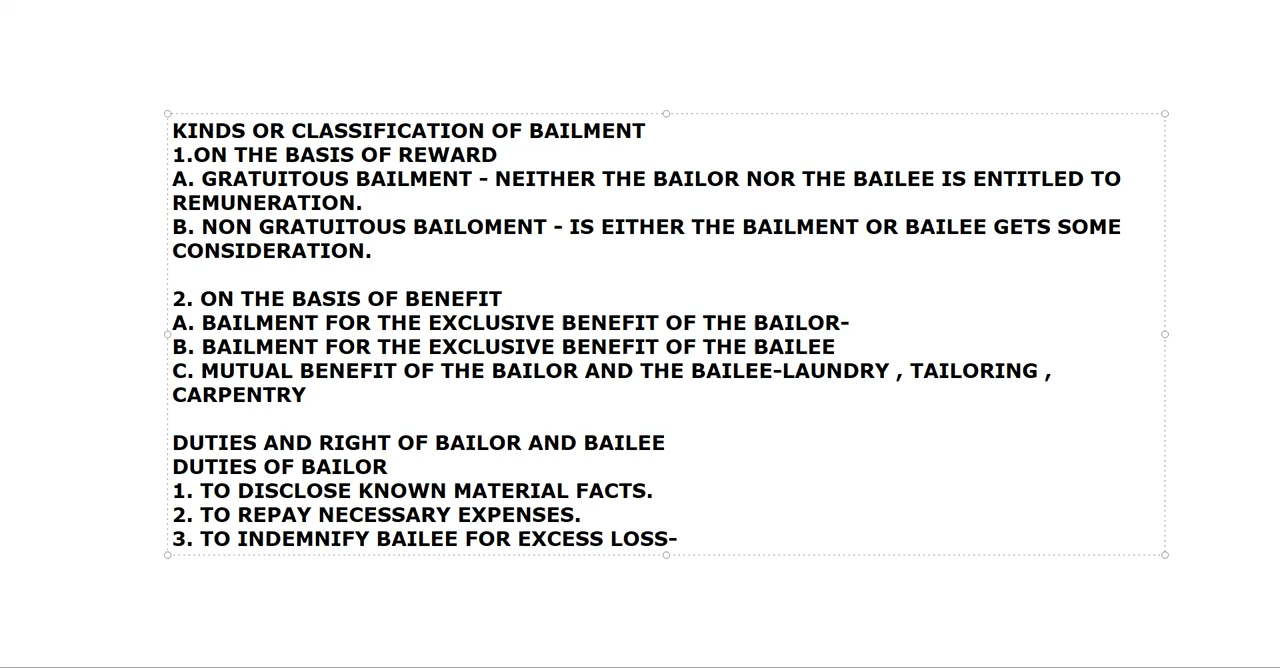 KINDS OR CLASSIFICATION OF BAILMENT
1.ON THE BASIS OF REWARD
A. GRATUITOUS BAILMENT - NEITHER THE BAILOR NOR THE BAILEE IS ENTITLED TO
REMUNERATION.
B. NON GRATUITOUS BAILOMENT - IS EITHER THE BAILMENT OR BAILEE GETS SOME
CONSIDERATION.
2. ON THE BASIS OF BENEFIT
A. BAILMENT FOR THE EXCLUSIVE BENEFIT OF THE BAILOR-
B. BAILMENT FOR THE EXCLUSIVE BENEFIT OF THE BAILEE
C. MUTUAL BENEFIT OF THE BAILOR AND THE BAILEE-LAUNDRY , TAILORING ,
CARPENTRY
DUTIES AND RIGHT OF BAILOR AND BAILEE
DUTIES OF BAILOR
1. TO DISCLOSE KNOWN MATERIAL FACTS.
2. TO REPAY NECESSARY EXPENSES.
3. TO INDEMNIFY BAILEE FOR EXCESS LOSS-